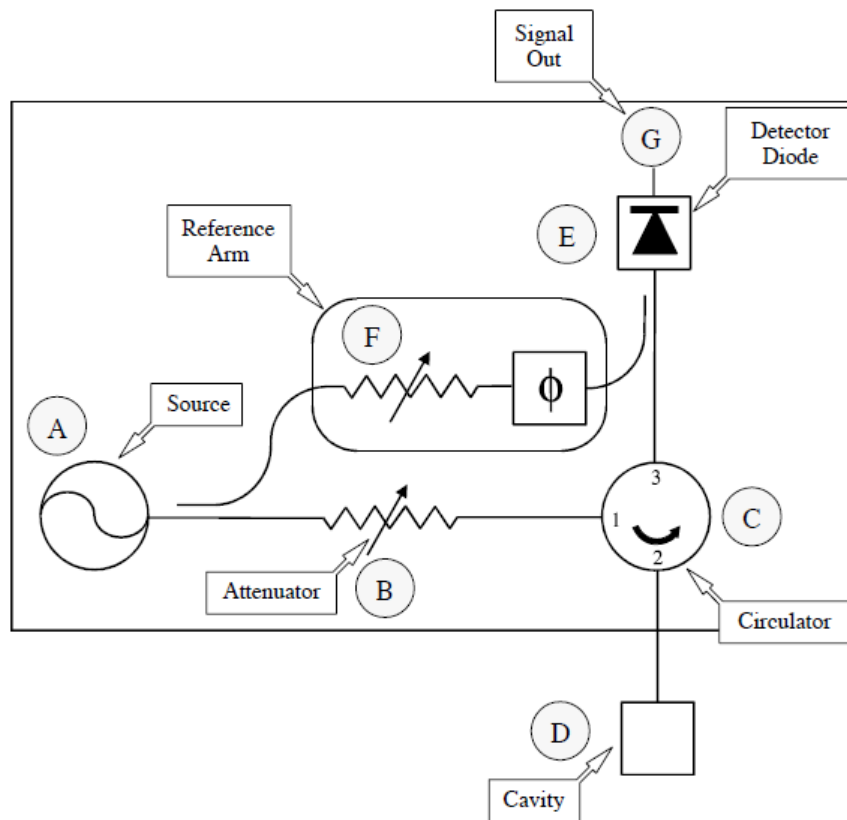 Signal
Out
G
Detector
Diode
E
Reference
Arm
F
ϕ
Source
A
3
1
2
C
Attenuator
B
Circulator
D
Cavity